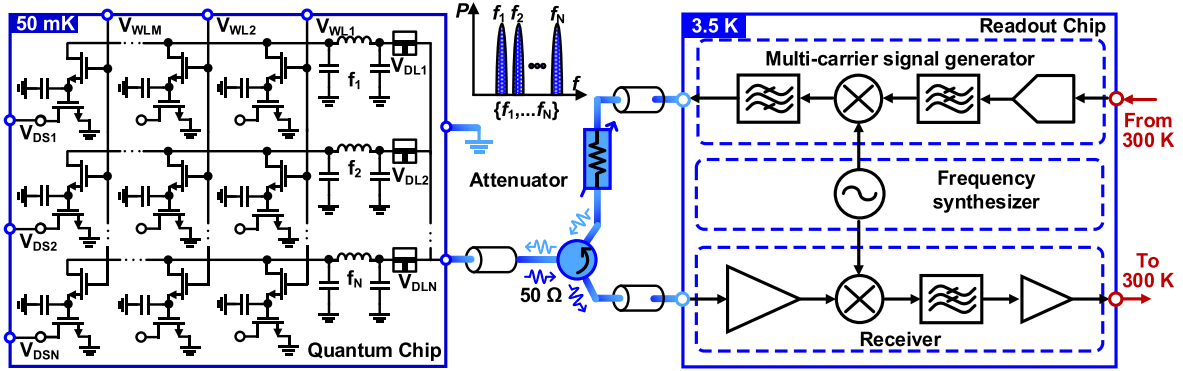 50 mK
V_WLM
V_WL2
V_WL1
V_DL1
f_1
V_DS1
V_DL2
f_2
V_DS2
f_N
V_DLN
V_DSN
Quantum Chip
P
f_1 f_2 f_N
f
{f_1,...f_N}
Attenuator
50 Ω
3.5 K
Readout Chip
Multi-carrier signal generator
From
300 K
Frequency
synthesizer
To
300 K
Receiver